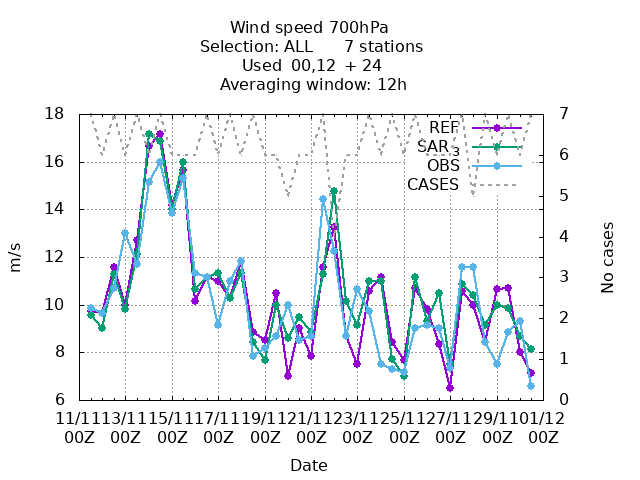 Wind speed 700hPa
Selection: ALL 7 stations
Used 00,12 + 24
Averaging window: 12h
18
16
14
12
10
8
6
m/s
7
6
5
4
3
2
1
0
No cases
REF
SAR 3
OBS
CASES
11/11 13/11 15/11 17/11 19/11 21/11 23/11 25/11 27/11 29/11 01/12
00Z 00Z 00Z 00Z 00Z 00Z 00Z 00Z 00Z 00Z 00Z
Date